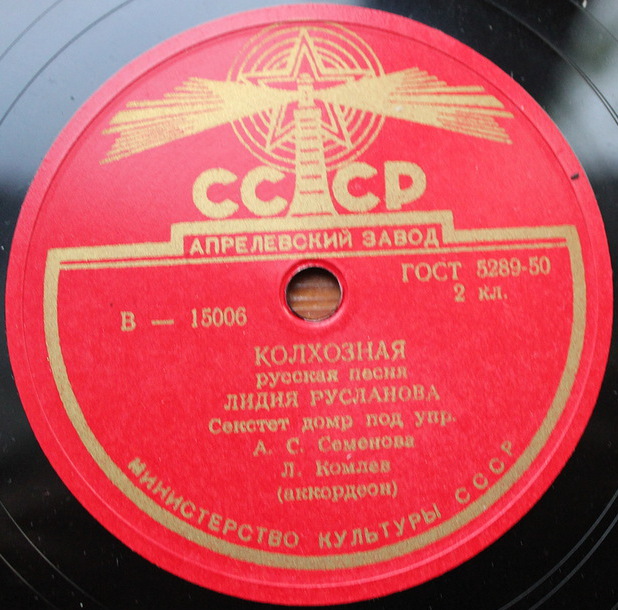 СССР
АПРЕЛЕВСКИЙ ЗАВОД
ГОСТ 5289-50
2 кл.
В — 15006
КОЛХОЗНАЯ
русская песня
ЛИДИЯ РУСЛАНОВА
Секстет домр под упр.
А. С. Семенова
Л. Комлев
(аккордеон)
МИНИСТЕРСТВО КУЛЬТУРЫ СССР